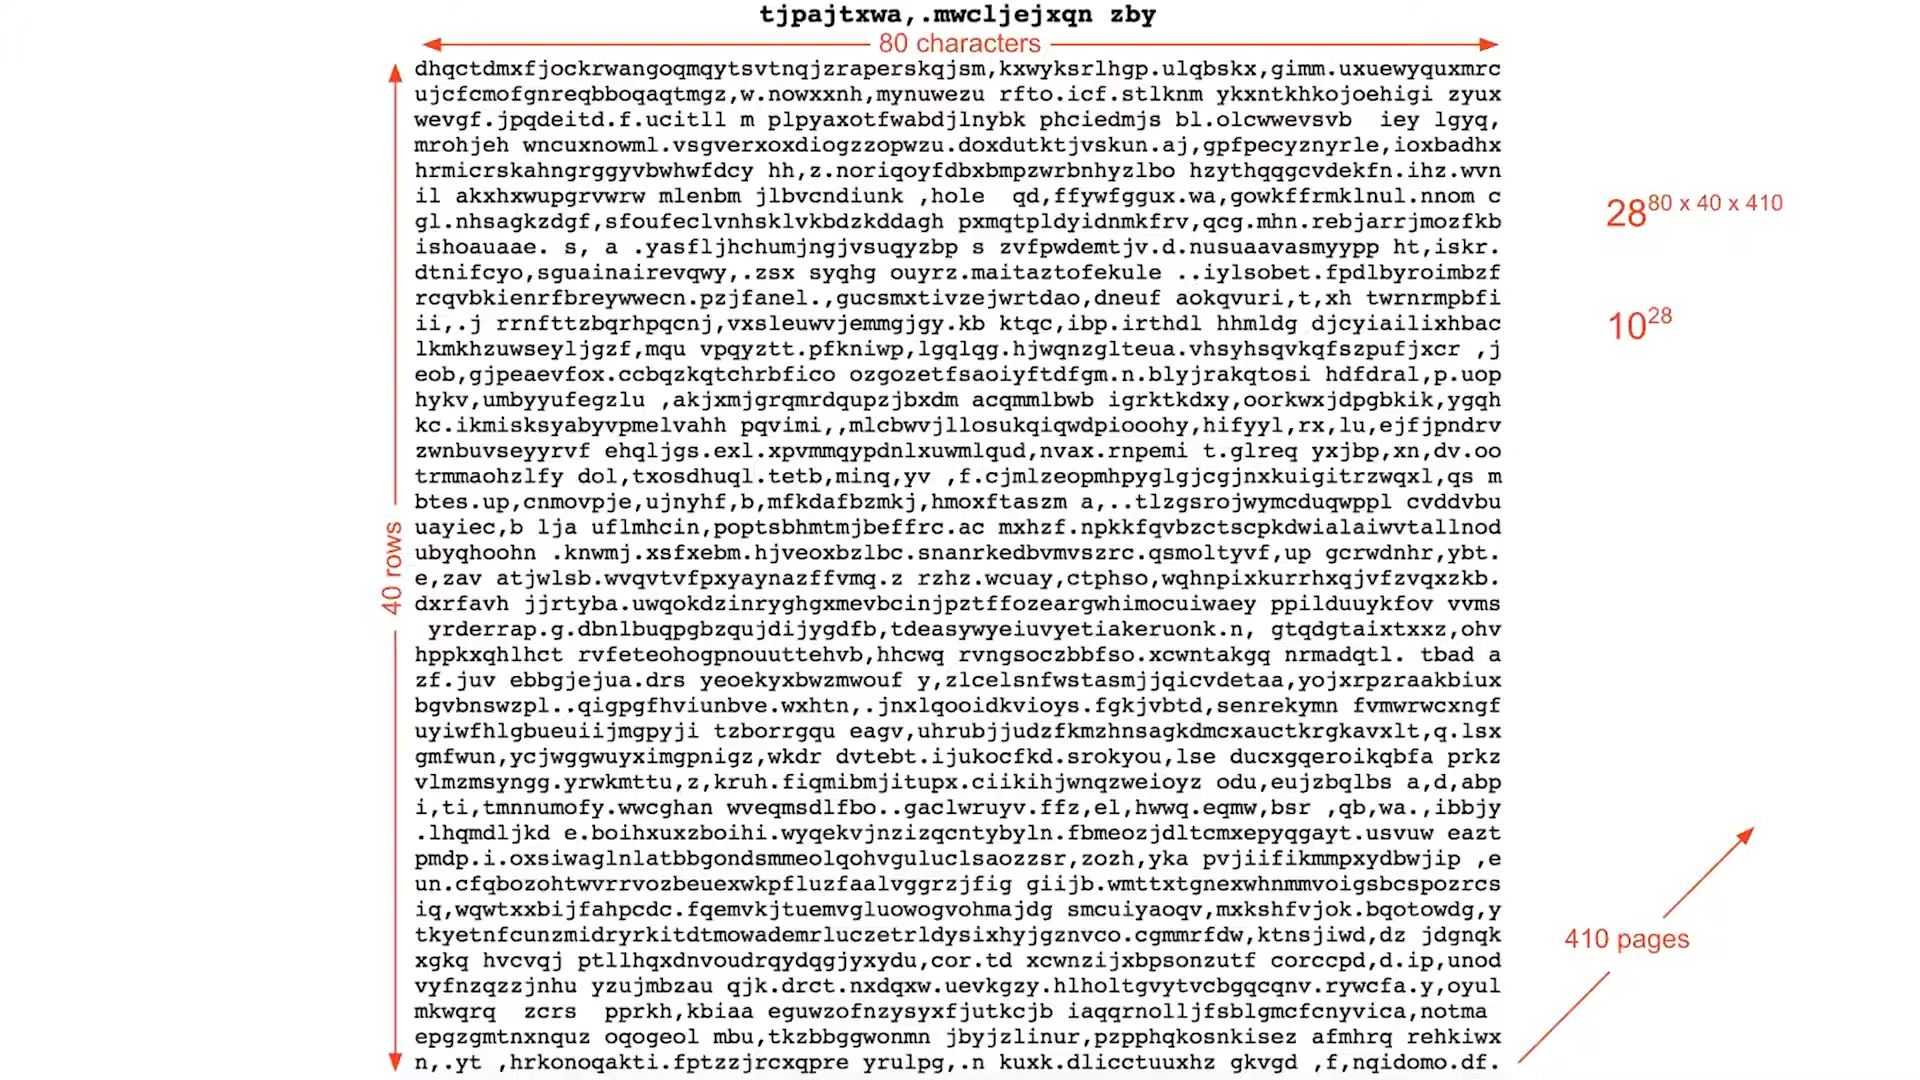 tjpajtxwa,.mwcljejxqn zby
80 characters
dhqctdmxfjockrwangoqmqytsvtnqjzraperskqjsm,kxwyksrlhgp.ulqbskx,gimm.uxuewyquxmrc
ujcfcmofgnreqbboqaqtmgz,w.nowxxnh,mynuwezu rfto.icf.stlknm ykxntkhkojoehigi zyux
wevgf.jpqdeitd.f.ucitll m plpyaxotfwabdjlnybk phciedmjs bl.olcwwevsvb  iey lgyq,
mrohjeh wncuxnowml.vsgverxoxdiogzzopwzu.doxdutktjvskun.aj,gpfpecyznyrle,ioxbadhx
hrmicrskahngrggyvbwhwfdcy hh,z.noriqoyfdbxbmpzwrbnhyzlbo hzythqqgcvdekfn.ihz.wvn
il akxhxwupgrvwrw mlenbm jlbvcndiunk ,hole  qd,ffywfggux.wa,gowkffrmklnul.nnom c
gl.nhsagkzdgf,sfoufeclvnhsklvkbdzkddagh pxmqtpldyidnmkfrv,qcg.mhn.rebjarrjmozfkb
ishoauaae. s, a .yasfljhchumjngjvsuqyzbp s zvfpwdemtjv.d.nusuaavasmyypp ht,iskr.
dtnifcyo,sguainairevqwy,.zsx syqhg ouyrz.maitaztofekule ..iylsobet.fpdlbyroimbzf
rcqvbkienrfbreywwecn.pzjfanel.,gucsmxtivzejwrtdao,dneuf aokqvuri,t,xh twrnrmpbfi
ii,.j rrnfttzbqrhpqcnj,vxsleuwvjemmgjgy.kb ktqc,ibp.irthdl hhmldg djcyiailixhbac
lkmkhzuwseyljgzf,mqu vpqyztt.pfkniwp,lgqlqg.hjwqnzglteua.vhsyhsqvkqfszpufjxcr ,j
eob,gjpeaevfox.ccbqzkqtchrbfico ozgozetfsaoiyftdfgm.n.blyjrakqtosi hdfdral,p.uop
hykv,umbyyufegzlu ,akjxmjgrqmrdqupzjbxdm acqmmlbwb igrktkdxy,oorkwxjdpgbkik,ygqh
kc.ikmisksyabyvpmelvahh pqvimi,,mlcbwvjllosukqiqwdpiooohy,hifyyl,rx,lu,ejfjpndrv
zwnbuvseyyrvf ehqljgs.exl.xpvmmqypdnlxuwmlqud,nvax.rnpemi t.glreq yxjbp,xn,dv.oo
trmmaohzlfy dol,txosdhuql.tetb,minq,yv ,f.cjmlzeopmhpyglgjcgjnxkuigitrzwqxl,qs m
btes.up,cnmovpje,ujnyhf,b,mfkdafbzmkj,hmoxftaszm a,..tlzgsrojwymcduqwppl cvddvbu
uayiec,b lja uflmhcin,poptsbhmtmjbeffrc.ac mxhzf.npkkfqvbzctscpkdwialaiwvtallnod
ubyqhoohn .knwmj.xsfxebm.hjveoxbzlbc.snanrkedbvmvszrc.qsmoltyvf,up gcrwdnhr,ybt.
e,zav atjwlsb.wvqvtvfpxyaynazffvmq.z rzhz.wcuay,ctphso,wqhnpixkurrhxqjvfzvqxzkb.
dxrfavh jjrtyba.uwqokdzinryghgxmevbcinjpztffozeargwhimocuiwaey ppilduuykfov vvms
 yrderrap.g.dbnlbuqpgbzqujdijygdfb,tdeasywyeiuvyetiakeruonk.n, gtqdgtaixtxxz,ohv
hppkxqhlhct rvfeteohogpnouuttehvb,hhcwq rvngsoczbbfso.xcwntakgq nrmadqtl. tbad a
zf.juv ebbgjejua.drs yeoekyxbwzmwouf y,zlcelsnfwstasmjjqicvdetaa,yojxrpzraakbiux
bgvbnswzpl..qigpgfhviunbve.wxhtn,.jnxlqooidkvioys.fgkjvbtd,senrekymn fvmwrwcxngf
uyiwfhlgbueuiijmgpyji tzborrgqu eagv,uhrubjjudzfkmzhnsagkdmcxauctkrgkavxlt,q.lsx
gmfwun,ycjwggwuyximgpnigz,wkdr dvtebt.ijukocfkd.srokyou,lse ducxgqeroikqbfa prkz
vlmzmsyngg.yrwkmttu,z,kruh.fiqmibmjitupx.ciikihjwnqzweioyz odu,eujzbqlbs a,d,abp
i,ti,tmnnumofy.wwcghan wveqmsdlfbo..gaclwruyv.ffz,el,hwwq.eqmw,bsr ,qb,wa.,ibbjy
.lhqmdljkd e.boihxuxzboihi.wyqekvjnzizqcntybyln.fbmeozjdltcmxepyqgayt.usvuw eazt
pmdp.i.oxsiwaglnlatbbgondsmmeolqohvguluclsaozzsr,zozh,yka pvjiifikmmpxydbwjip ,e
un.cfqbozohtwvrrvozbeuexwkpfluzfaalvggrzjfig giijb.wmttxtgnexwhnmmvoigsbcspozrcs
iq,wqwtxxbijfahpcdc.fqemvkjtuemvgluowogvohmajdg smcuiyaoqv,mxkshfvjok.bqotowdg,y
tkyetnfcunzmidryrkitdtmowademrluczetrldysixhyjgznvco.cgmmrfdw,ktnsjiwd,dz jdgnqk
xgkq hvcvqj ptllhqxdnvoudrqydqgjyxydu,cor.td xcwnzijxbpsonzutf corccpd,d.ip,unod
vyfnzqzzjnhu yzujmbzau qjk.drct.nxdqxw.uevkgzy.hlholtgvytvcbgqcqnv.rywcfa.y,oyul
mkwqrq  zcrs  pprkh,kbiaa eguwzofnzysyxfjutkcjb iaqqrnolljfsblgmcfcnyvica,notma
epgzgmtnxnquz oqogeol mbu,tkzbbggwonmn jbyjzlinur,pzpphqkosnkisez afmhrq rehkiwx
n,.yt ,hrkonoqakti.fptzzjrcxqpre yrulpg,.n kuxk.dlicctuuxhz gkvgd ,f,nqidomo.df.
40 rows
28^80 x 40 x 410
10^28
410 pages